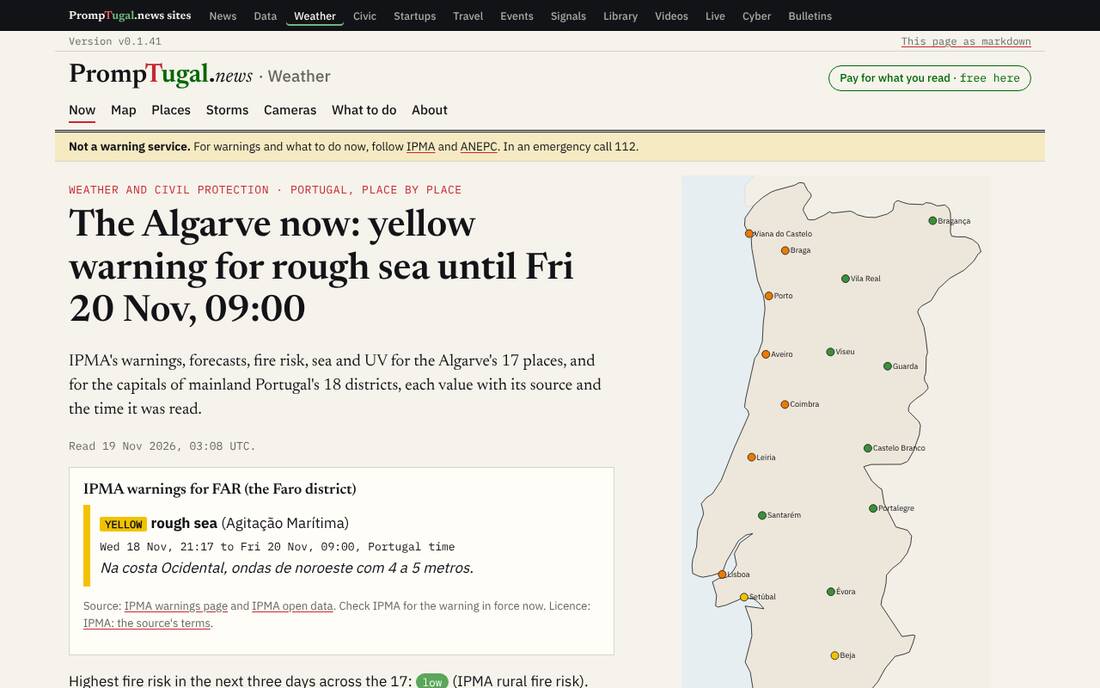 PrompTugal.news sites News Data Weather Civic Startups Travel Events Signals Library Videos Live Cyber Bulletins
Version v0.1.41 This page as markdown
PrompTugal.news · Weather
Pay for what you read · free here
Now Map Places Storms Cameras What to do About
Not a warning service. For warnings and what to do now, follow IPMA and ANEPC. In an emergency call 112.
WEATHER AND CIVIL PROTECTION · PORTUGAL, PLACE BY PLACE
The Algarve now: yellow
warning for rough sea until Fri
20 Nov, 09:00
IPMA's warnings, forecasts, fire risk, sea and UV for the Algarve's 17 places, and
for the capitals of mainland Portugal's 18 districts, each value with its source and
the time it was read.
Read 19 Nov 2026, 03:08 UTC.
IPMA warnings for FAR (the Faro district)
YELLOW rough sea (Agitação Marítima)
Wed 18 Nov, 21:17 to Fri 20 Nov, 09:00, Portugal time
Na costa Ocidental, ondas de noroeste com 4 a 5 metros.
Source: IPMA warnings page and IPMA open data. Check IPMA for the warning in force now. Licence:
IPMA: the source's terms.
Highest fire risk in the next three days across the 17: low (IPMA rural fire risk).
Bragança
Viana do Castelo
Braga
Vila Real
Porto
Aveiro
Viseu
Guarda
Coimbra
Castelo Branco
Leiria
Portalegre
Santarém
Lisboa
Setúbal
Évora
Beja